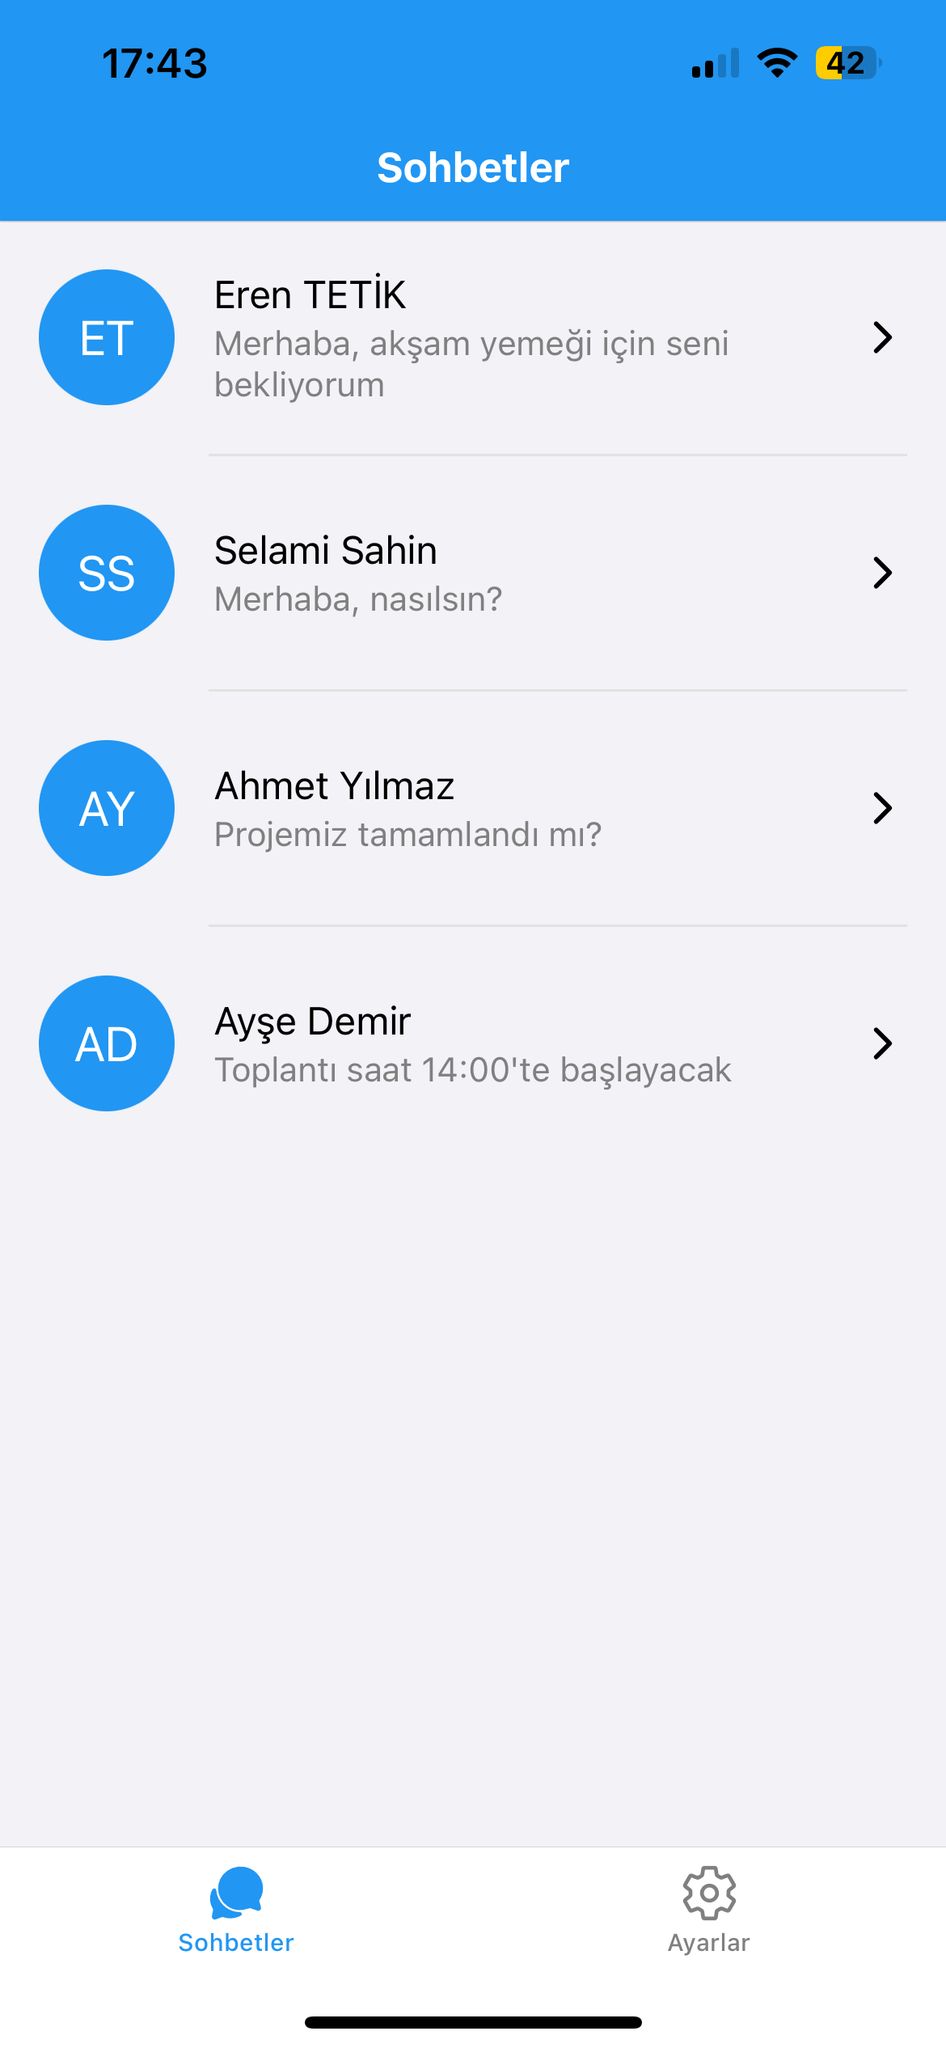 17:43
42
Sohbetler
ET
Eren TETİK
Merhaba, akşam yemeği için seni
bekliyorum
SS
Selami Sahin
Merhaba, nasılsın?
AY
Ahmet Yılmaz
Projemiz tamamlandı mı?
AD
Ayşe Demir
Toplantı saat 14:00'te başlayacak
Sohbetler
Ayarlar